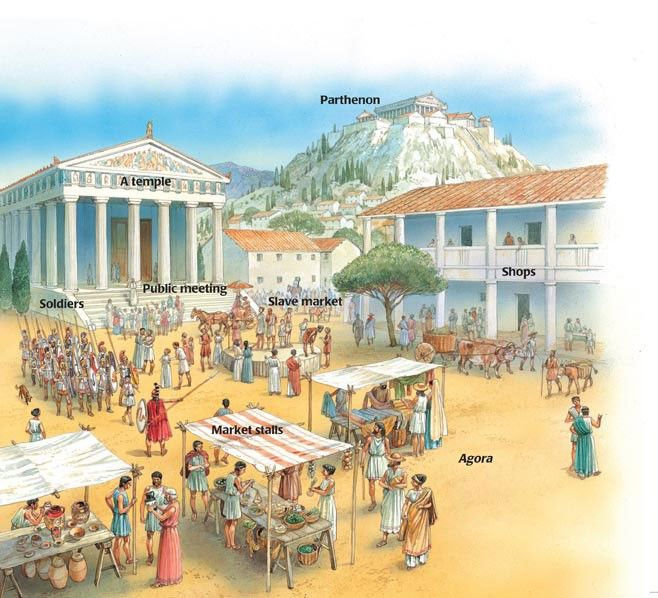 Parthenon
A temple
Shops
Public meeting
Soldiers
Slave market
Market stalls
Agora